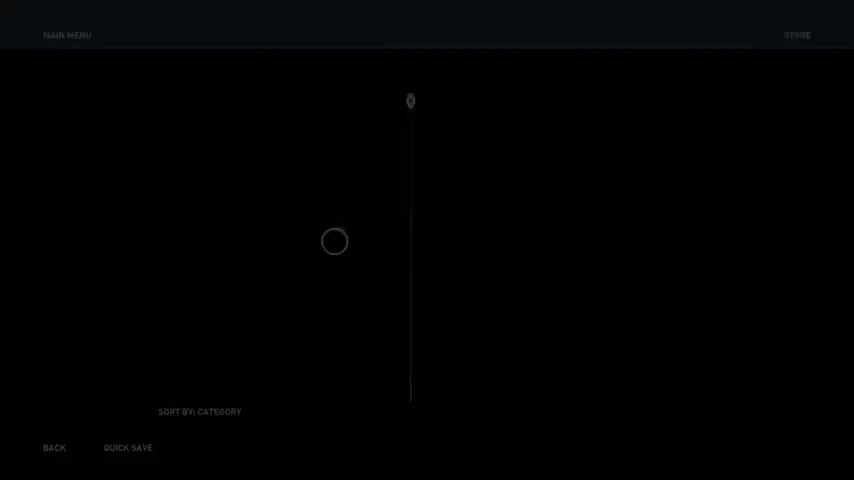 MAIN MENU
STORE
SORT BY: CATEGORY
BACK
QUICK SAVE